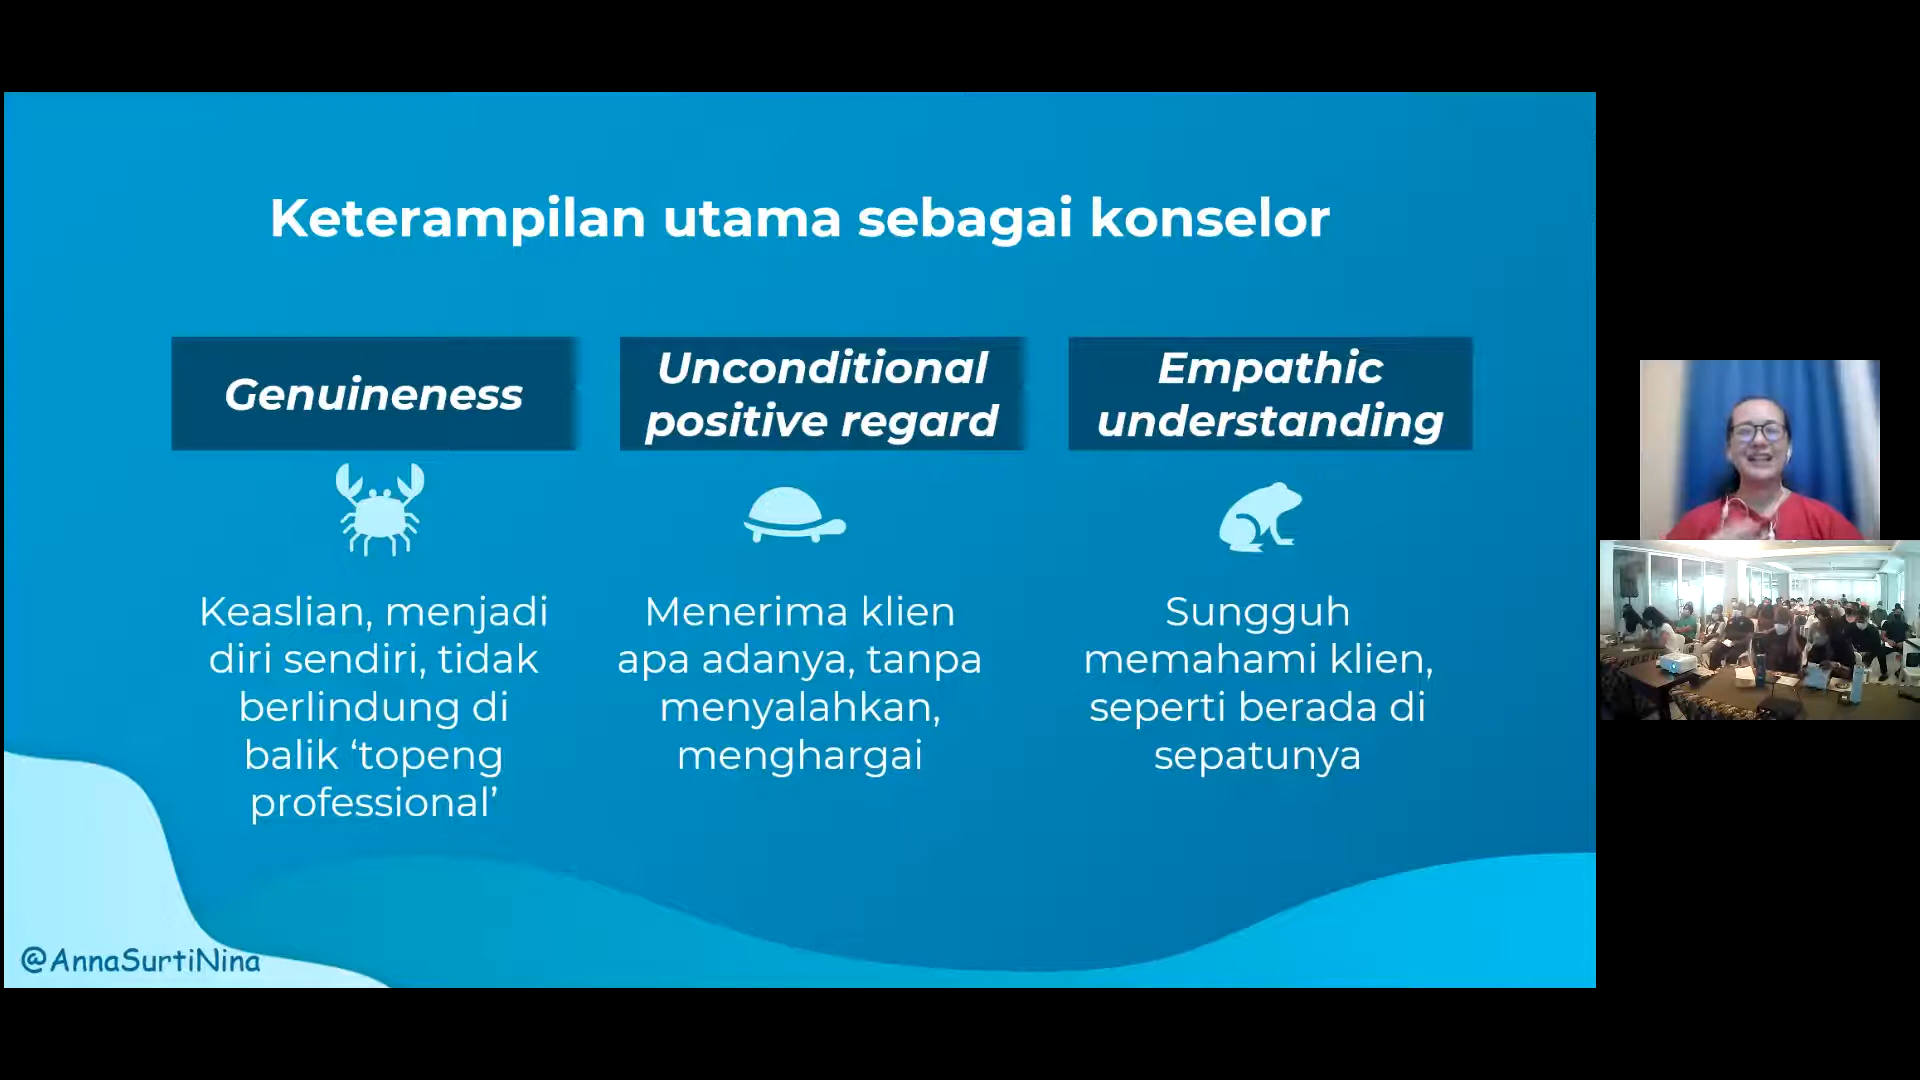 Keterampilan utama sebagai konselor
Genuineness
Keaslian, menjadi
diri sendiri, tidak
berlindung di
balik ‘topeng
professional’
Unconditional
positive regard
Menerima klien
apa adanya, tanpa
menyalahkan,
menghargai
Empathic
understanding
Sungguh
memahami klien,
seperti berada di
sepatunya
@AnnaSurtiNina